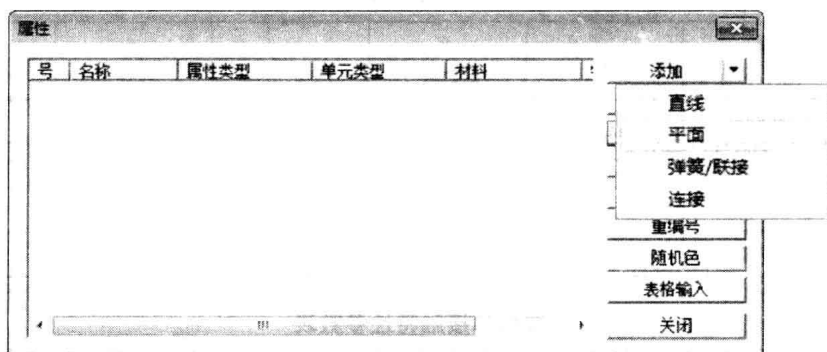 属性
号 名称 属性类型 单元类型 材料
添加
直线
平面
弹簧/联接
连接
重编号
随机色
表格输入
关闭